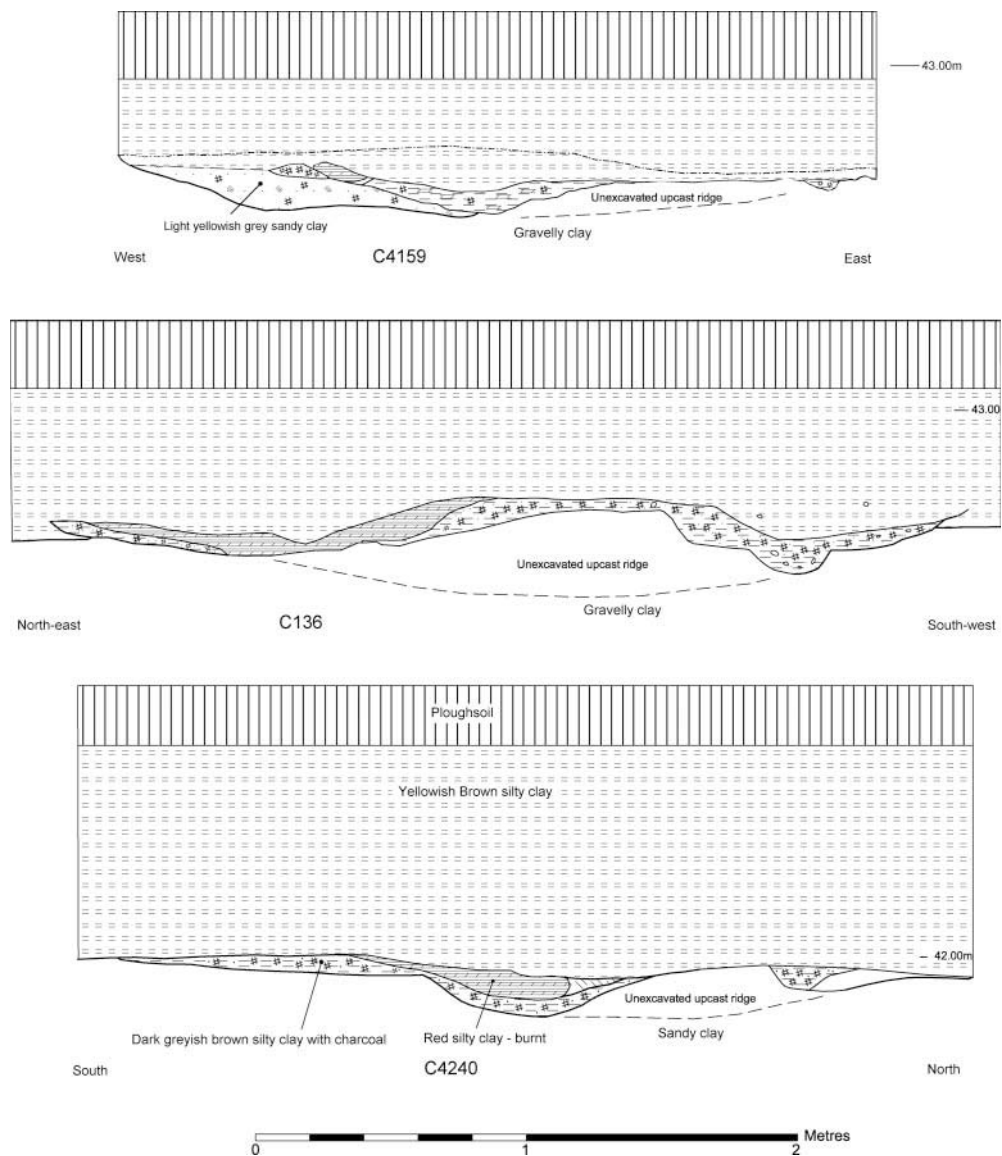 43.00m
Unexcavated upcast ridge
Light yellowish grey sandy clay
Gravelly clay
West
C4159
East
43.00
Unexcavated upcast ridge
Gravelly clay
North-east
C136
South-west
Ploughsoil
Yellowish Brown silty clay
42.00m
Unexcavated upcast ridge
Dark greyish brown silty clay with charcoal
Red silty clay - burnt
Sandy clay
South
C4240
North
Metres
0
1
2